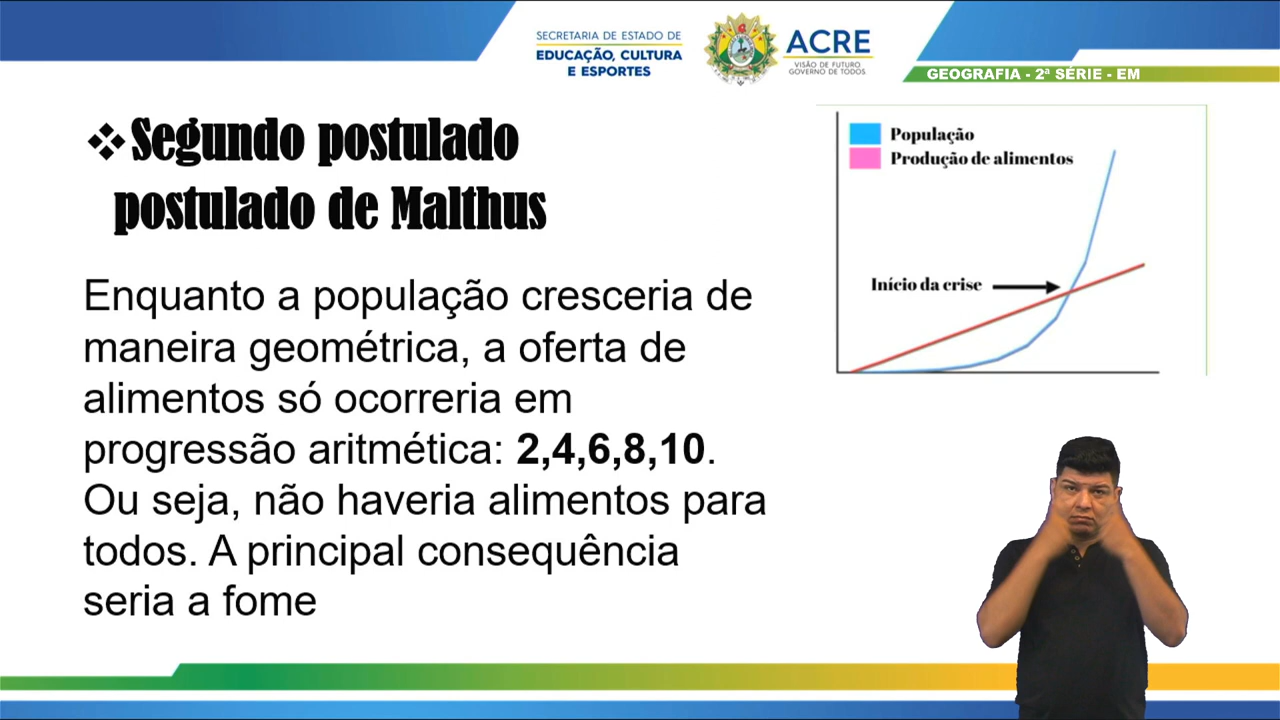 SECRETARIA DE ESTADO DE
EDUCAÇÃO, CULTURA
E ESPORTES
ACRE
VISÃO DE FUTURO
GOVERNO DE TODOS
GEOGRAFIA - 2ª SÉRIE - EM
Segundo postulado
postulado de Malthus
População
Produção de alimentos
Início da crise
Enquanto a população cresceria de
maneira geométrica, a oferta de
alimentos só ocorreria em
progressão aritmética: 2,4,6,8,10.
Ou seja, não haveria alimentos para
todos. A principal consequência
seria a fome